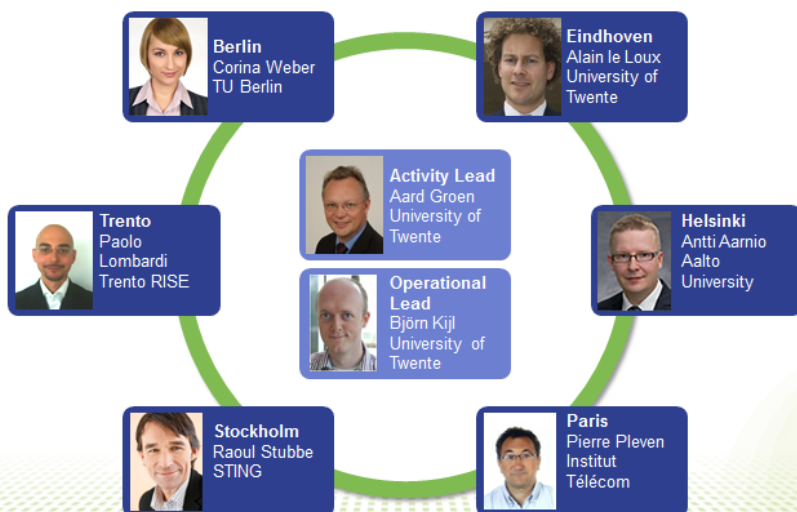 Berlin
Corina Weber
TU Berlin
Eindhoven
Alain le Loux
University of
Twente
Activity Lead
Aard Groen
University of
Twente
Trento
Paolo
Lombardi
Trento RISE
Helsinki
Antti Aarnio
Aalto
University
Operational
Lead
Björn Kijl
University of
Twente
Stockholm
Raoul Stubbe
STING
Paris
Pierre Pleven
Institut
Télécom